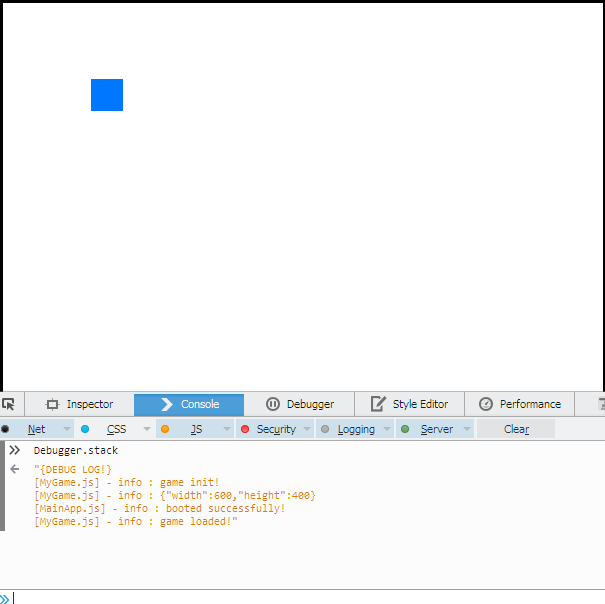 Inspector Console Debugger Style Editor Performance
Net CSS JS Security Logging Server Clear
Debugger.stack
"{DEBUG LOG!}
[MyGame.js] - info : game init!
[MyGame.js] - info : {"width":600,"height":400}
[MainApp.js] - info : booted successfully!
[MyGame.js] - info : game loaded!"